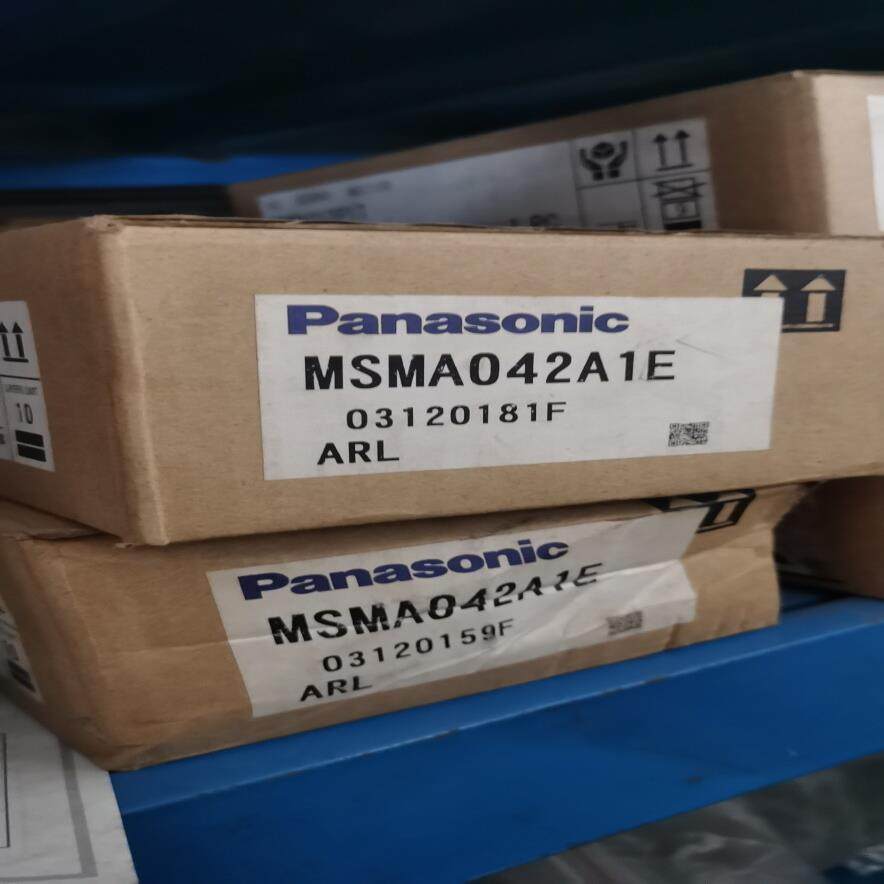 Panasonic
MSMA042A1E
03120181F
ARL
10
Panasonic
MSMA042A1E
03120159F
ARL